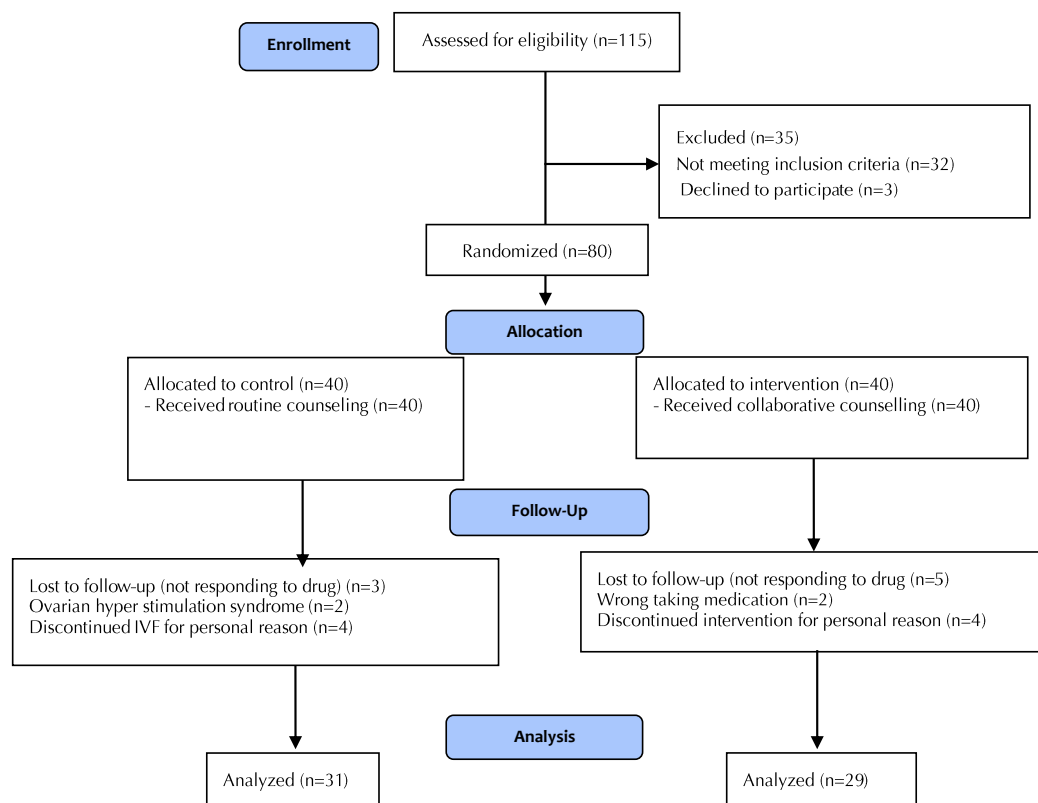 Enrollment
Assessed for eligibility (n=115)
Excluded (n=35)
Not meeting inclusion criteria (n=32)
Declined to participate (n=3)
Randomized (n=80)
Allocation
Allocated to control (n=40)
- Received routine counseling (n=40)
Allocated to intervention (n=40)
- Received collaborative counselling (n=40)
Follow-Up
Lost to follow-up (not responding to drug) (n=3)
Ovarian hyper stimulation syndrome (n=2)
Discontinued IVF for personal reason (n=4)
Lost to follow-up (not responding to drug (n=5)
Wrong taking medication (n=2)
Discontinued intervention for personal reason (n=4)
Analysis
Analyzed (n=31)
Analyzed (n=29)